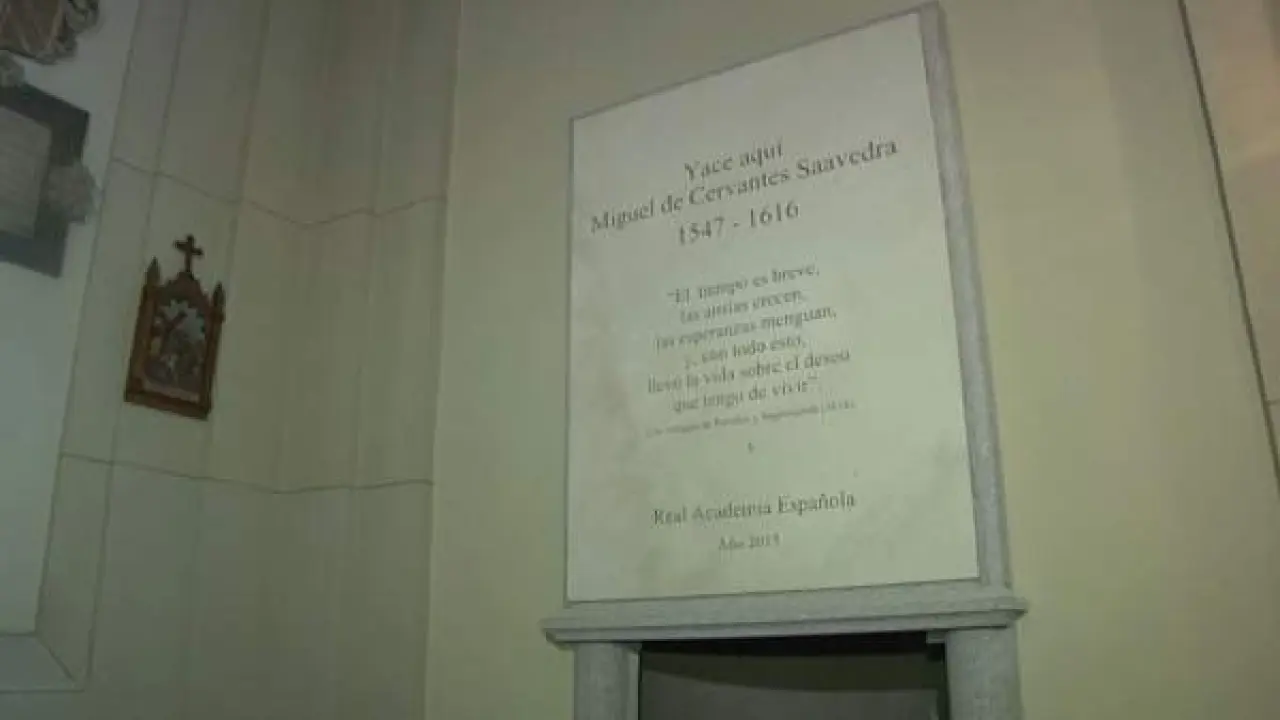 Yace aquí
Miguel de Cervantes Saavedra
1547 - 1616
"El tiempo es breve,
las ansias crecen,
las esperanzas menguan,
y, con todo esto,
llevo la vida sobre el deseo
que tengo de vivir".
Real Academia Española
Año 2015